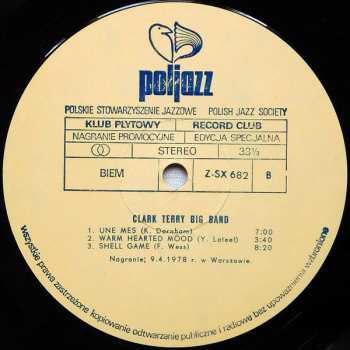 poljazz
POLSKIE STOWARZYSZENIE JAZZOWE POLISH JAZZ SOCIETY
KLUB PŁYTOWY RECORD CLUB
NAGRANIE PROMOCYJNE EDYCJA SPECJALNA
STEREO 33⅓
BIEM Z-SX 682 B
CLARK TERRY BIG BAND
1. UNE MES (K. Dornham) 7:00
2. WARM HEARTED MOOD (Y. Lateef) 3:40
3. SHELL GAME (F. Wess) 8:20
Nagranie; 9.4.1978 r. w Warszawie.
wszystkie prawa zastrzeżone, kopiowanie odtwarzanie publiczne i radiowe bez upoważnienia wzbronione